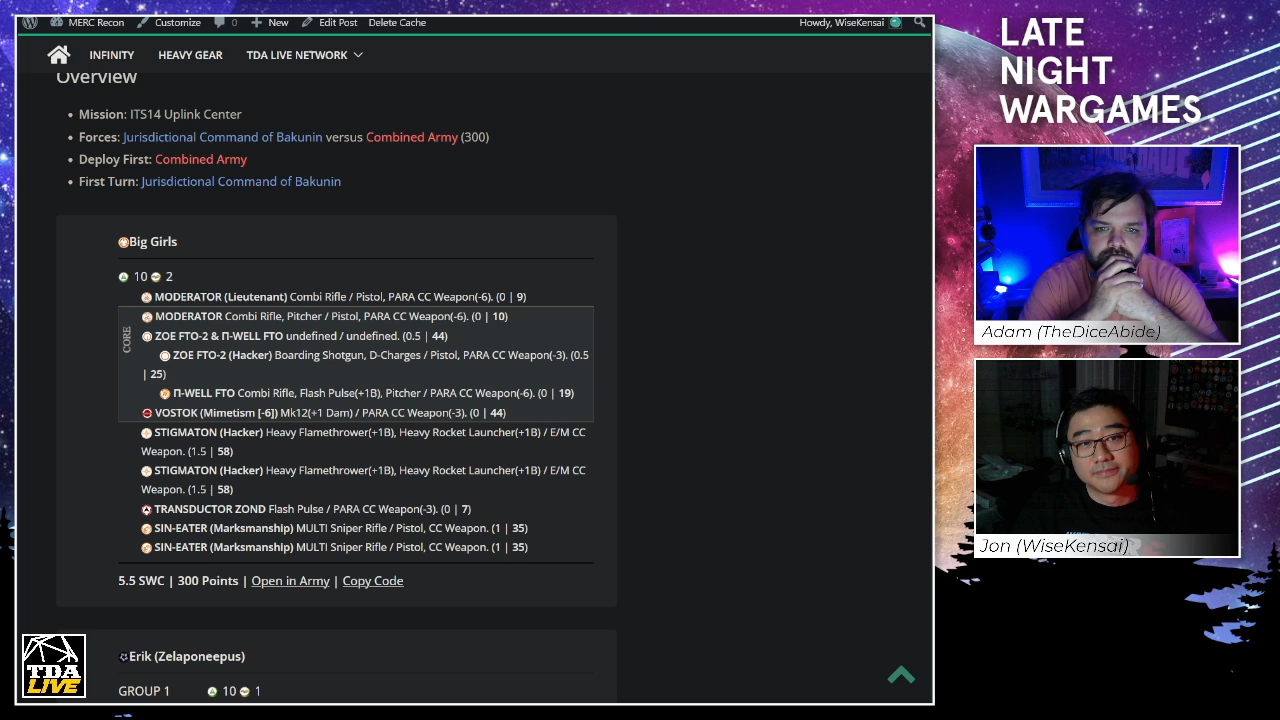 MERC Recon Customize 0 New Edit Post Delete Cache Howdy, WiseKensai
INFINITY HEAVY GEAR TDA LIVE NETWORK
Overview
Mission: ITS14 Uplink Center
Forces: Jurisdictional Command of Bakunin versus Combined Army (300)
Deploy First: Combined Army
First Turn: Jurisdictional Command of Bakunin
Big Girls
10 2
MODERATOR (Lieutenant) Combi Rifle / Pistol, PARA CC Weapon(-6). (0 | 9)
CORE
MODERATOR Combi Rifle, Pitcher / Pistol, PARA CC Weapon(-6). (0 | 10)
ZOE FTO-2 & Π-WELL FTO undefined / undefined. (0.5 | 44)
ZOE FTO-2 (Hacker) Boarding Shotgun, D-Charges / Pistol, PARA CC Weapon(-3). (0.5
| 25)
Π-WELL FTO Combi Rifle, Flash Pulse(+1B), Pitcher / Pistol, PARA CC Weapon(-6). (0 | 19)
VOSTOK (Mimetism [-6]) Mk12(+1 Dam) / PARA CC Weapon(-3). (0 | 44)
STIGMATON (Hacker) Heavy Flamethrower(+1B), Heavy Rocket Launcher(+1B) / E/M CC
Weapon. (1.5 | 58)
STIGMATON (Hacker) Heavy Flamethrower(+1B), Heavy Rocket Launcher(+1B) / E/M CC
Weapon. (1.5 | 58)
TRANSDUCTOR ZOND Flash Pulse / PARA CC Weapon(-3). (0 | 7)
SIN-EATER (Marksmanship) MULTI Sniper Rifle / Pistol, CC Weapon. (1 | 35)
SIN-EATER (Marksmanship) MULTI Sniper Rifle / Pistol, CC Weapon. (1 | 35)
5.5 SWC | 300 Points | Open in Army | Copy Code
Erik (Zelaponeepus)
GROUP 1 10 1
TDA
LIVE
LATE
NIGHT
WARGAMES
Adam (TheDiceAbide)
Jon (WiseKensai)